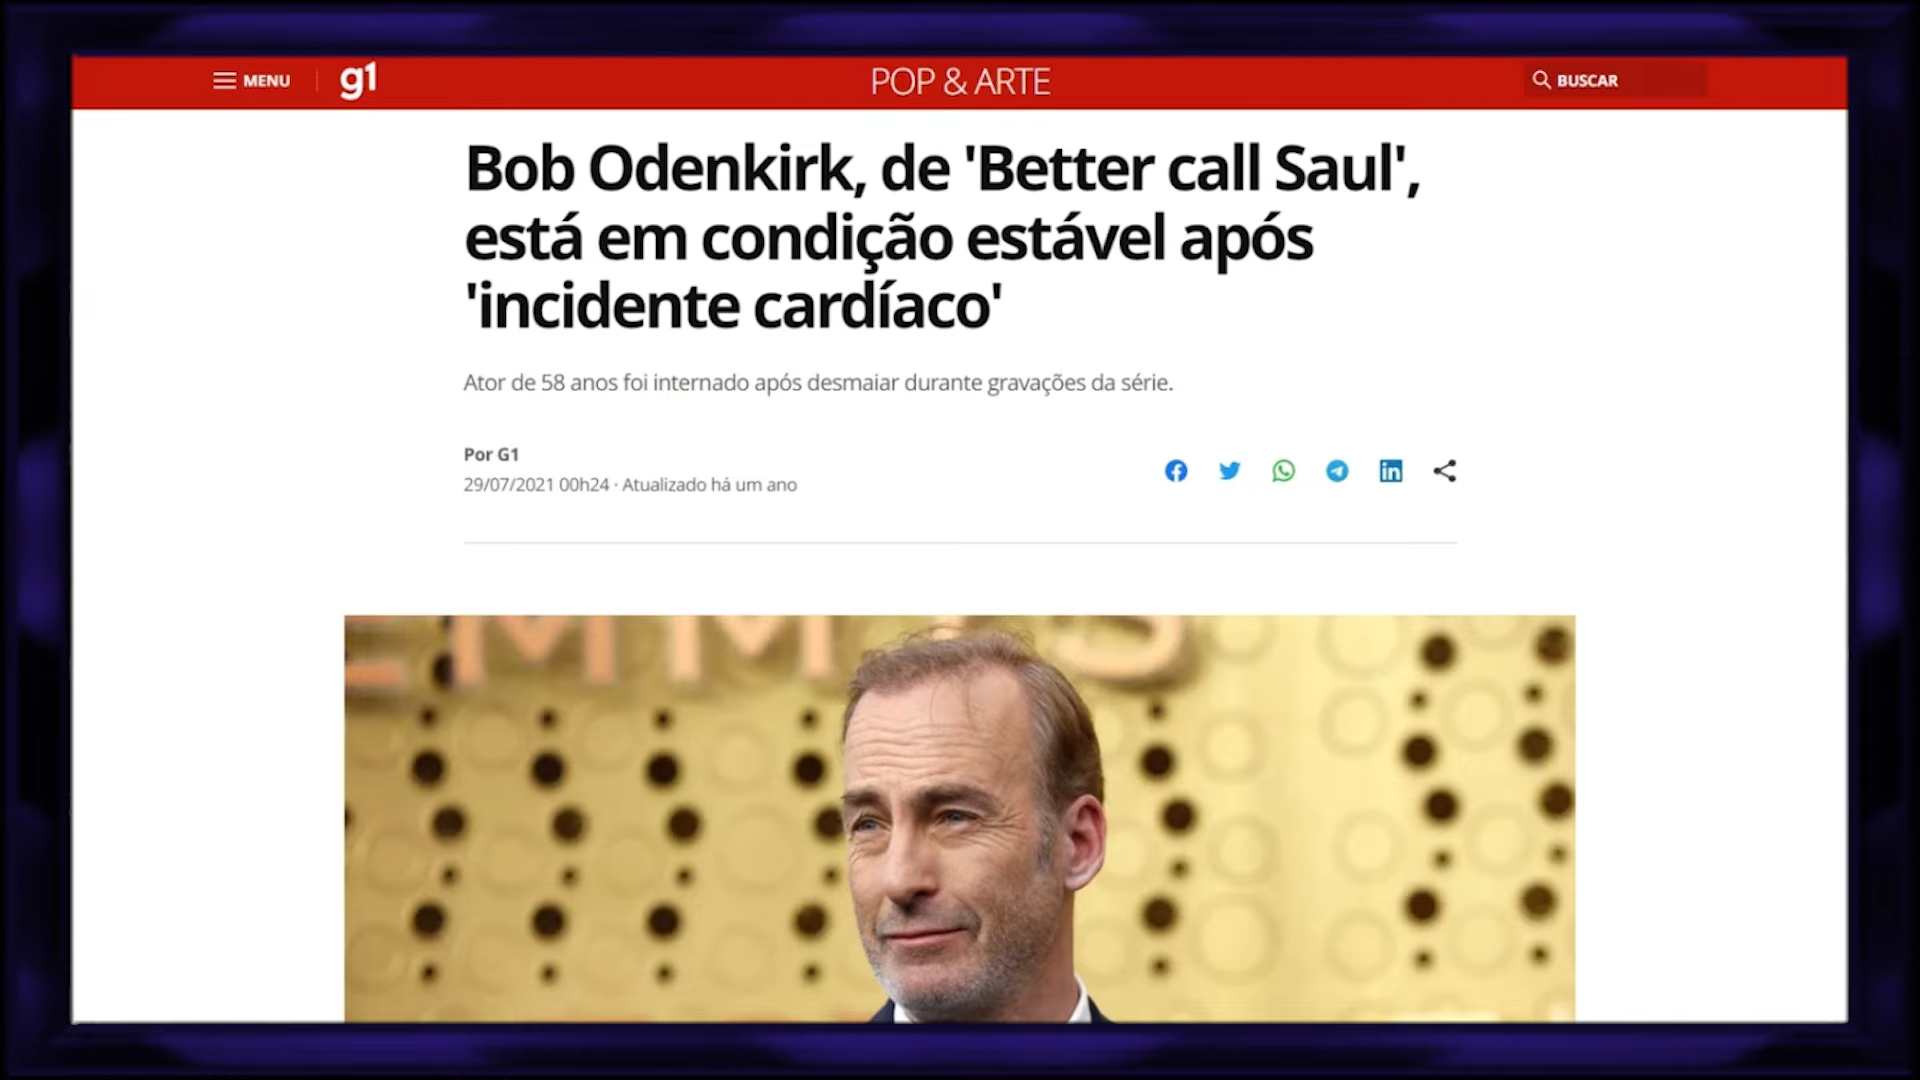 MENU
g1
POP & ARTE
BUSCAR
Bob Odenkirk, de 'Better call Saul',
está em condição estável após
'incidente cardíaco'
Ator de 58 anos foi internado após desmaiar durante gravações da série.
Por G1
29/07/2021 00h24 · Atualizado há um ano
in
EMMYS